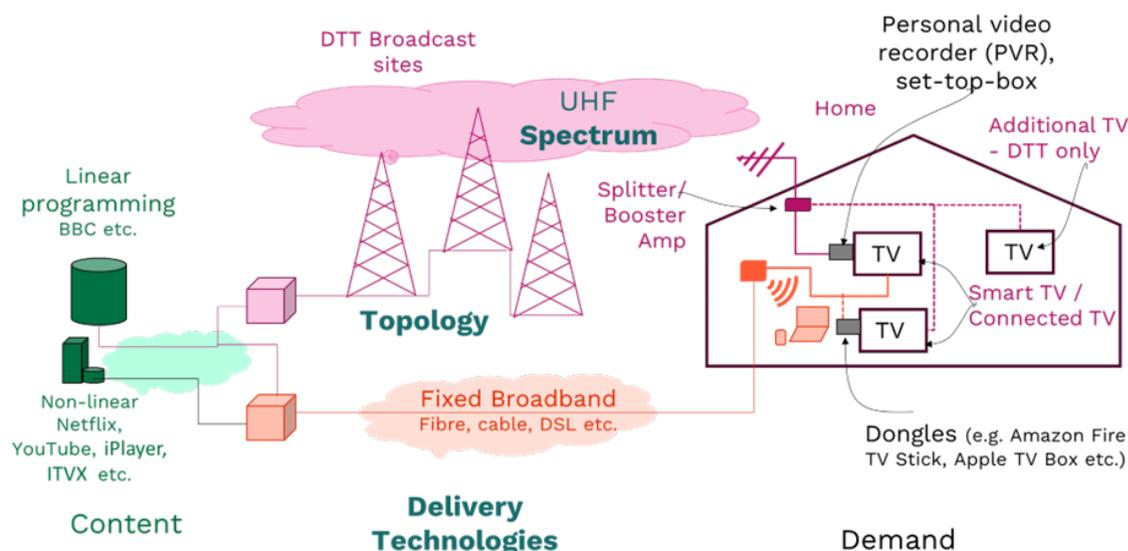 DTT Broadcast
sites
UHF
Spectrum
Personal video
recorder (PVR),
set-top-box
Home
Additional TV
- DTT only
Linear
programming
BBC etc.
Splitter/
Booster
Amp
TV
TV
TV
Smart TV /
Connected TV
Topology
Non-linear
Netflix,
YouTube, iPlayer,
ITVX etc.
Fixed Broadband
Fibre, cable, DSL etc.
Dongles (e.g. Amazon Fire
TV Stick, Apple TV Box etc.)
Content
Delivery
Technologies
Demand